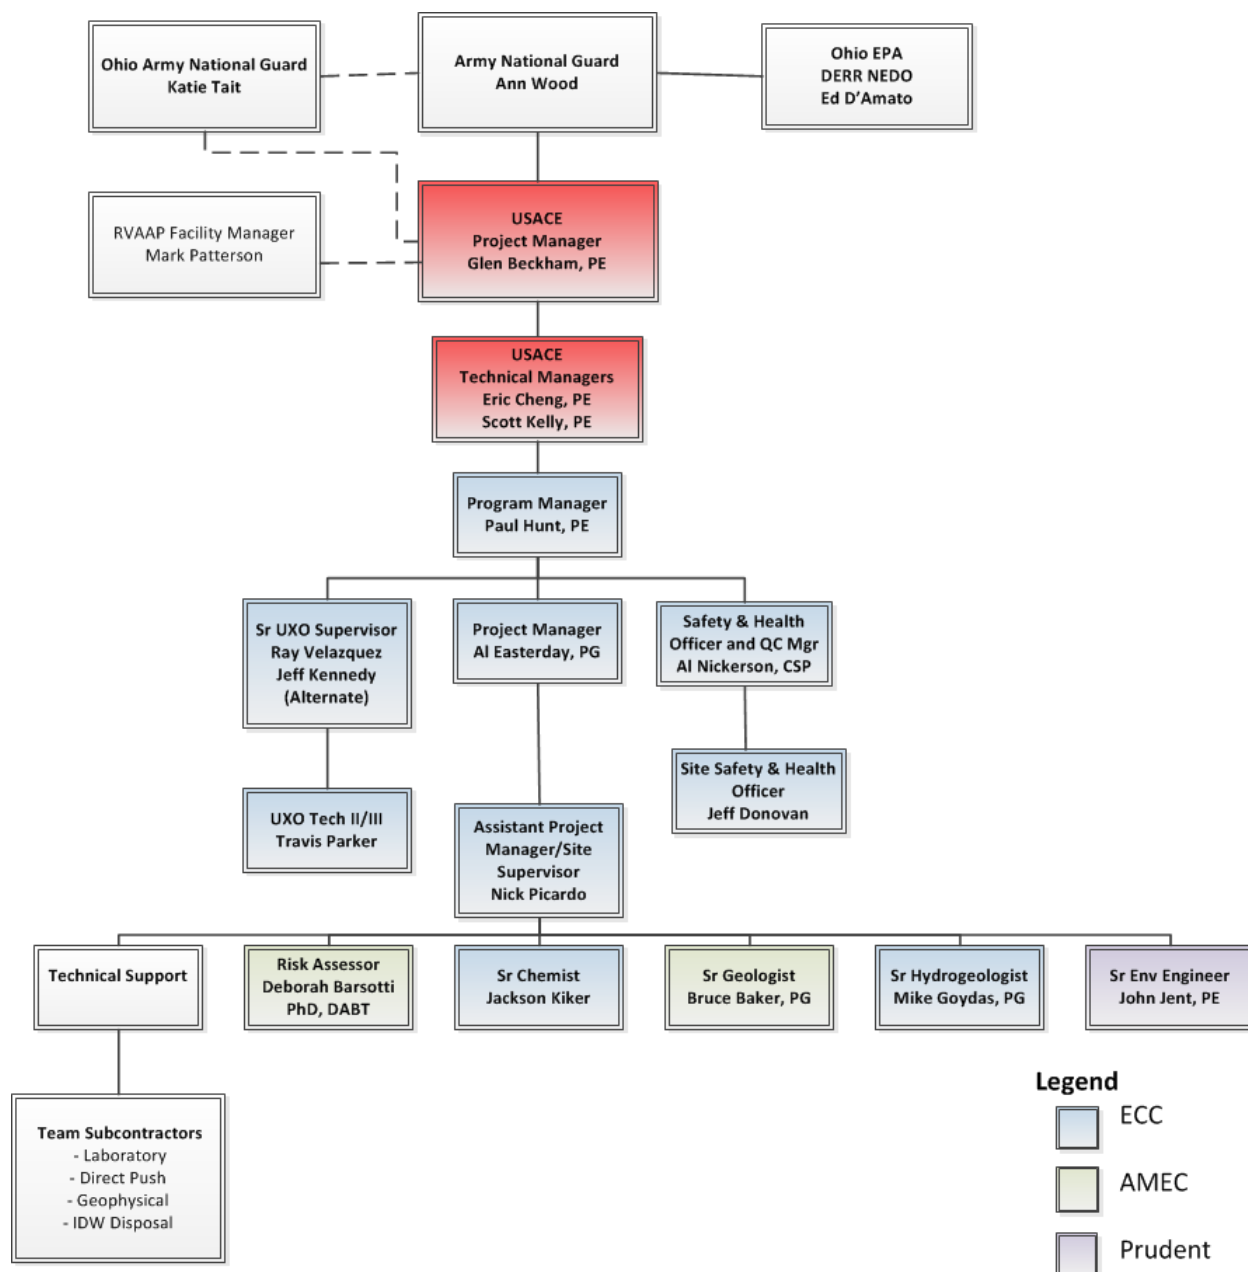 Ohio Army National Guard
Katie Tait
Army National Guard
Ann Wood
Ohio EPA
DERR NEDO
Ed D’Amato
RVAAP Facility Manager
Mark Patterson
USACE
Project Manager
Glen Beckham, PE
USACE
Technical Managers
Eric Cheng, PE
Scott Kelly, PE
Program Manager
Paul Hunt, PE
Sr UXO Supervisor
Ray Velazquez
Jeff Kennedy
(Alternate)
Project Manager
Al Easterday, PG
Safety & Health
Officer and QC Mgr
Al Nickerson, CSP
UXO Tech II/III
Travis Parker
Site Safety & Health
Officer
Jeff Donovan
Assistant Project
Manager/Site
Supervisor
Nick Picardo
Technical Support
Risk Assessor
Deborah Barsotti
PhD, DABT
Sr Chemist
Jackson Kiker
Sr Geologist
Bruce Baker, PG
Sr Hydrogeologist
Mike Goydas, PG
Sr Env Engineer
John Jent, PE
Team Subcontractors
- Laboratory
- Direct Push
- Geophysical
- IDW Disposal
Legend
ECC
AMEC
Prudent